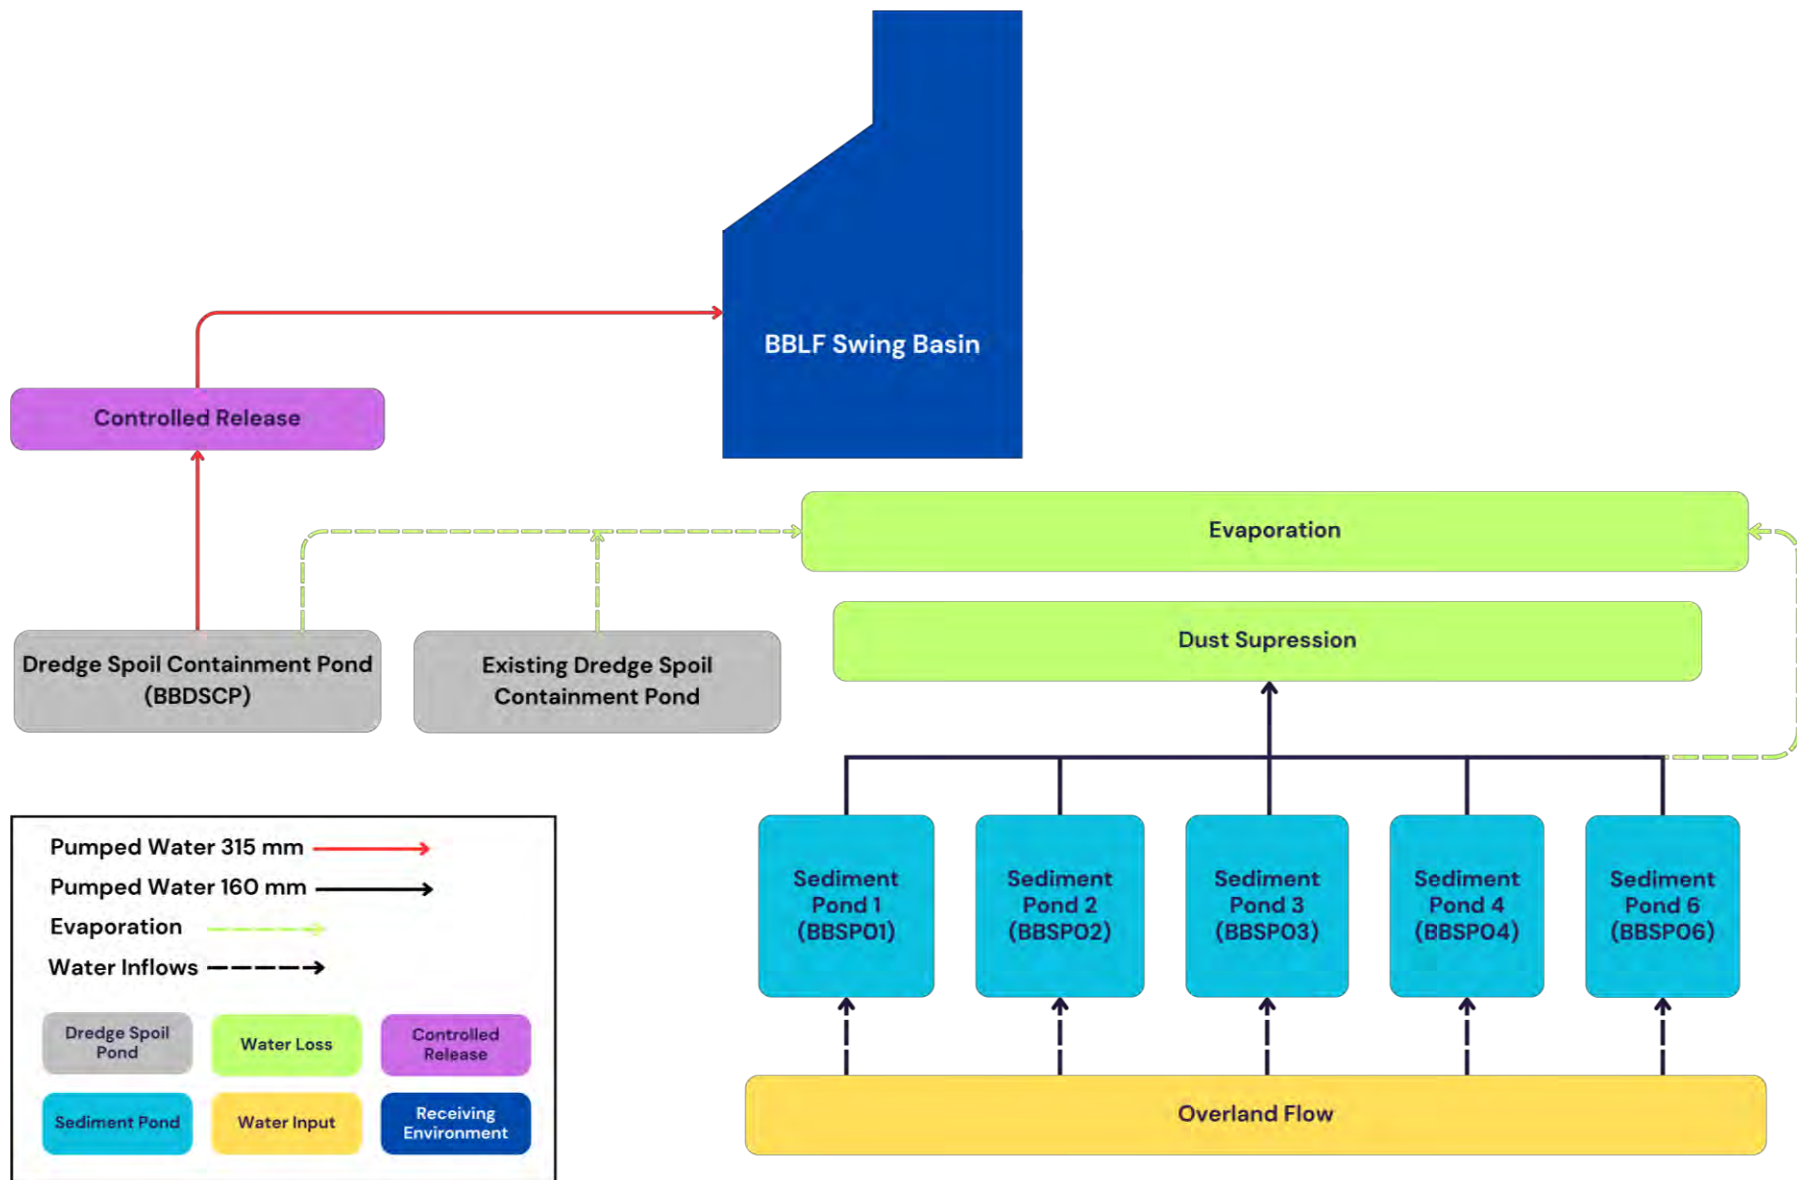 BBLF Swing Basin
Controlled Release
Evaporation
Dust Supression
Dredge Spoil Containment Pond
(BBDSCP)
Existing Dredge Spoil
Containment Pond
Pumped Water 315 mm
Pumped Water 160 mm
Evaporation
Water Inflows
Dredge Spoil
Pond
Water Loss
Controlled
Release
Sediment Pond
Water Input
Receiving
Environment
Sediment
Pond 1
(BBSP01)
Sediment
Pond 2
(BBSP02)
Sediment
Pond 3
(BBSP03)
Sediment
Pond 4
(BBSP04)
Sediment
Pond 6
(BBSP06)
Overland Flow